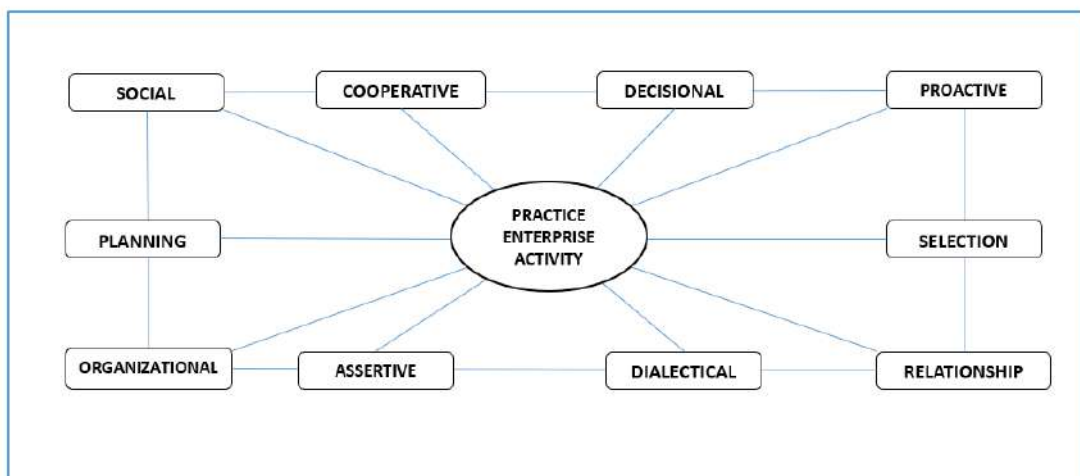 SOCIAL
COOPERATIVE
DECISIONAL
PROACTIVE
PRACTICE
ENTERPRISE
ACTIVITY
PLANNING
SELECTION
ORGANIZATIONAL
ASSERTIVE
DIALECTICAL
RELATIONSHIP